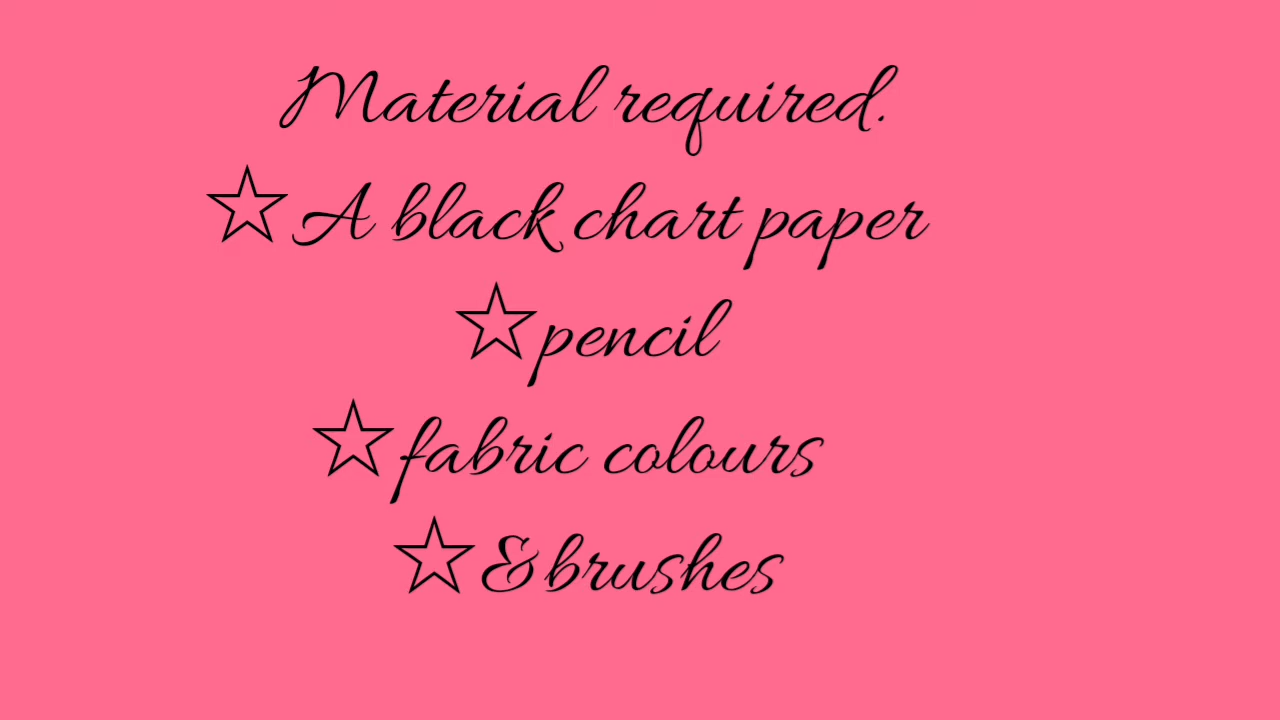 Material required.
☆A black chart paper
☆pencil
☆fabric colours
☆&brushes